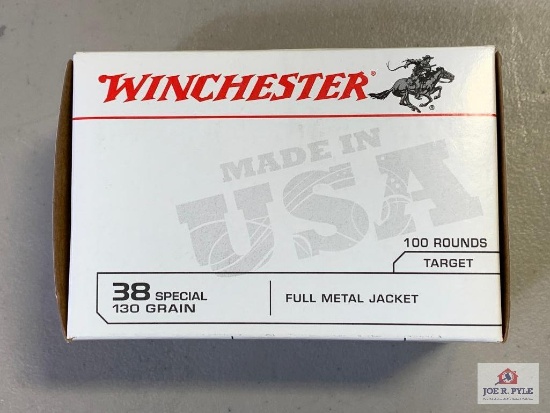 WINCHESTER®
®
MADE IN
USA
100 ROUNDS
TARGET
38 SPECIAL
130 GRAIN
FULL METAL JACKET
JOE R. PYLE